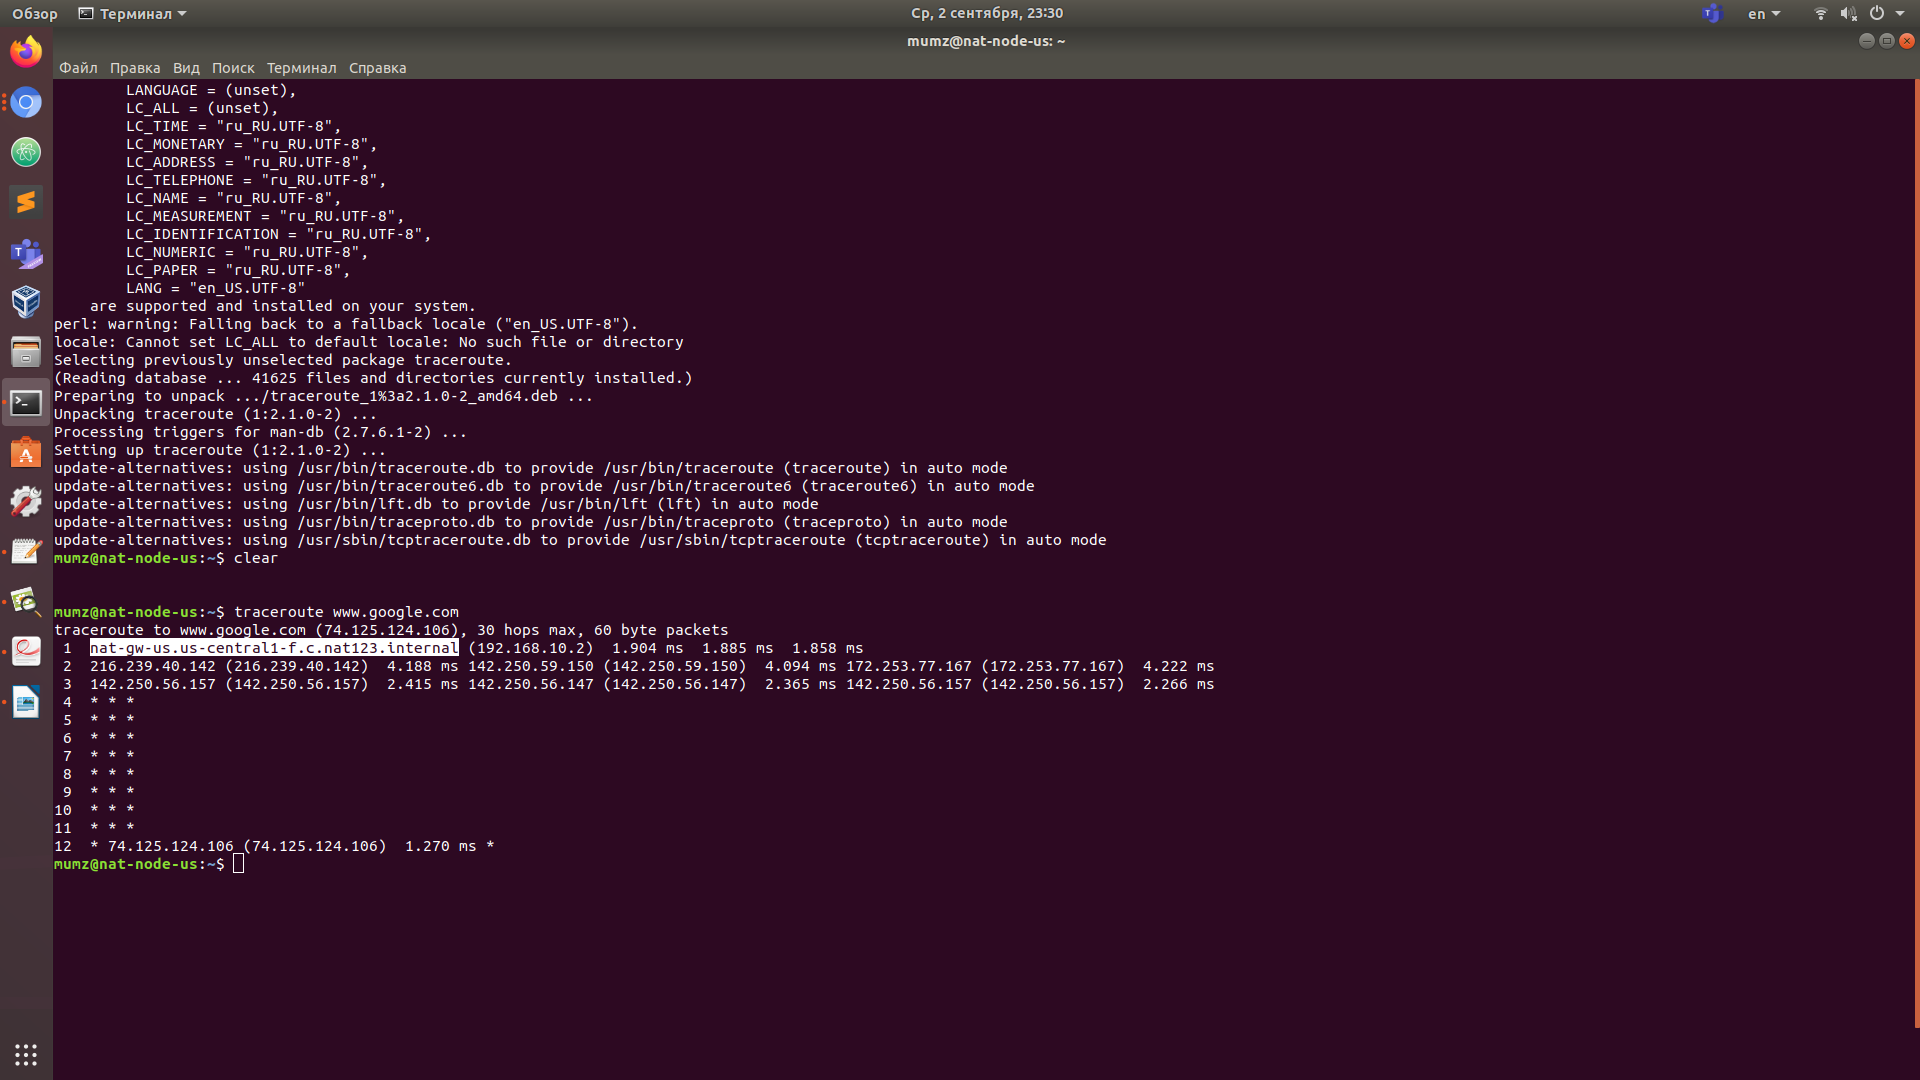 Обзор Терминал Ср, 2 сентября, 23:30 en
mumz@nat-node-us: ~
Файл Правка Вид Поиск Терминал Справка
LANGUAGE = (unset),
LC_ALL = (unset),
LC_TIME = "ru_RU.UTF-8",
LC_MONETARY = "ru_RU.UTF-8",
LC_ADDRESS = "ru_RU.UTF-8",
LC_TELEPHONE = "ru_RU.UTF-8",
LC_NAME = "ru_RU.UTF-8",
LC_MEASUREMENT = "ru_RU.UTF-8",
LC_IDENTIFICATION = "ru_RU.UTF-8",
LC_NUMERIC = "ru_RU.UTF-8",
LC_PAPER = "ru_RU.UTF-8",
LANG = "en_US.UTF-8"
are supported and installed on your system.
perl: warning: Falling back to a fallback locale ("en_US.UTF-8").
locale: Cannot set LC_ALL to default locale: No such file or directory
Selecting previously unselected package traceroute.
(Reading database ... 41625 files and directories currently installed.)
Preparing to unpack .../traceroute_1%3a2.1.0-2_amd64.deb ...
Unpacking traceroute (1:2.1.0-2) ...
Processing triggers for man-db (2.7.6.1-2) ...
Setting up traceroute (1:2.1.0-2) ...
update-alternatives: using /usr/bin/traceroute.db to provide /usr/bin/traceroute (traceroute) in auto mode
update-alternatives: using /usr/bin/traceroute6.db to provide /usr/bin/traceroute6 (traceroute6) in auto mode
update-alternatives: using /usr/bin/lft.db to provide /usr/bin/lft (lft) in auto mode
update-alternatives: using /usr/bin/traceproto.db to provide /usr/bin/traceproto (traceproto) in auto mode
update-alternatives: using /usr/sbin/tcptraceroute.db to provide /usr/sbin/tcptraceroute (tcptraceroute) in auto mode
mumz@nat-node-us:~$ clear
mumz@nat-node-us:~$ traceroute www.google.com
traceroute to www.google.com (74.125.124.106), 30 hops max, 60 byte packets
1 nat-gw-us.us-central1-f.c.nat123.internal (192.168.10.2) 1.904 ms 1.885 ms 1.858 ms
2 216.239.40.142 (216.239.40.142) 4.188 ms 142.250.59.150 (142.250.59.150) 4.094 ms 172.253.77.167 (172.253.77.167) 4.222 ms
3 142.250.56.157 (142.250.56.157) 2.415 ms 142.250.56.147 (142.250.56.147) 2.365 ms 142.250.56.157 (142.250.56.157) 2.266 ms
4 * * *
5 * * *
6 * * *
7 * * *
8 * * *
9 * * *
10 * * *
11 * * *
12 * 74.125.124.106 (74.125.124.106) 1.270 ms *
mumz@nat-node-us:~$